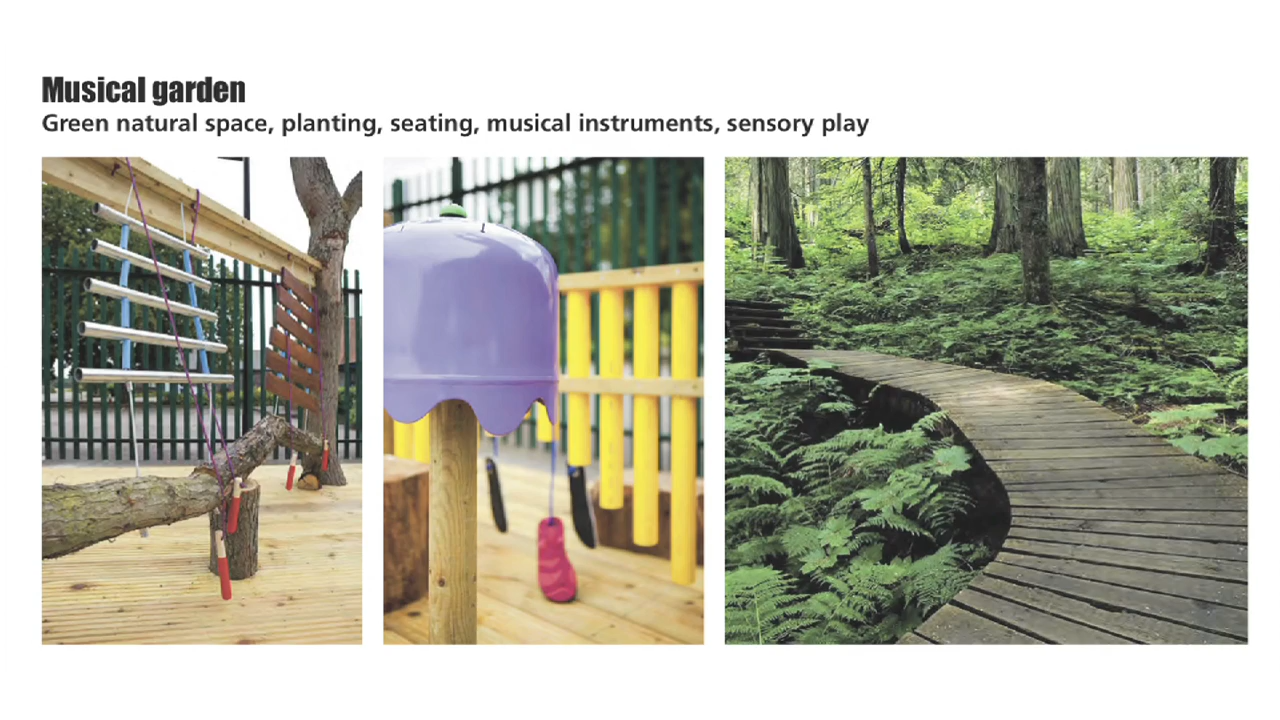 Musical garden
Green natural space, planting, seating, musical instruments, sensory play